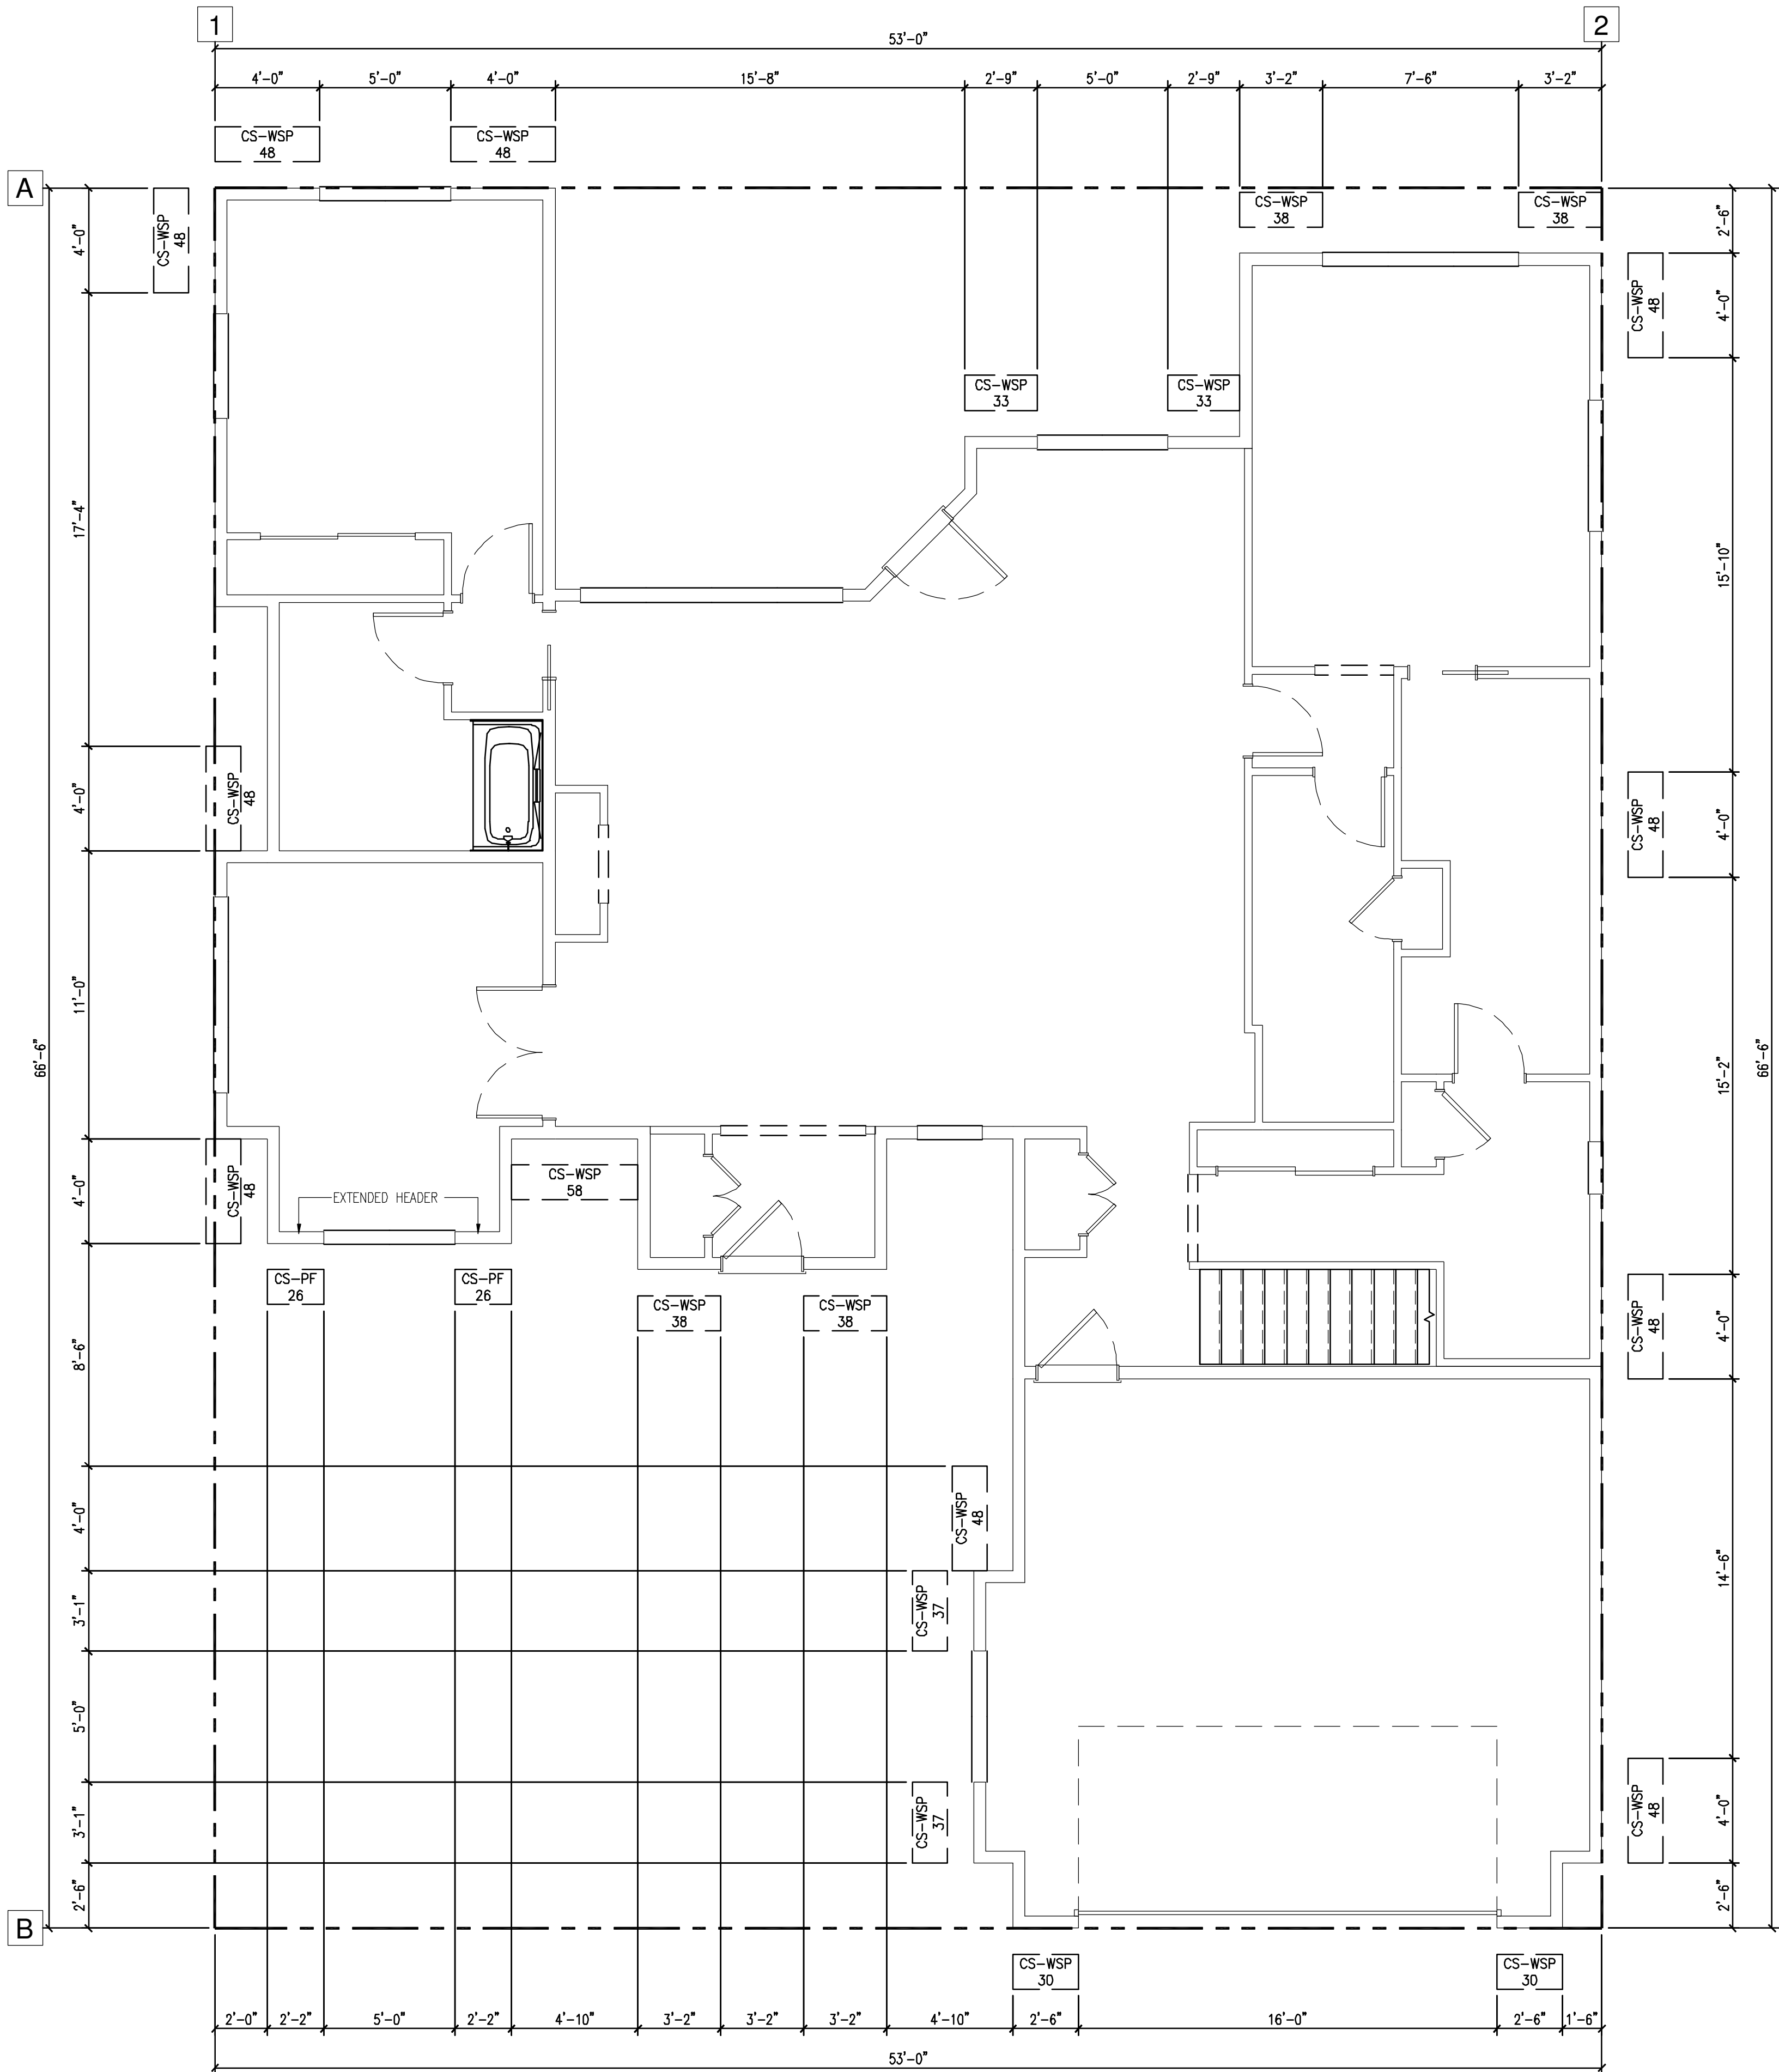 1
2
53'-0"
4'-0"
5'-0"
4'-0"
15'-8"
2'-9"
5'-0"
2'-9"
3'-2"
7'-6"
3'-2"
CS-WSP
48
CS-WSP
48
A
CS-WSP
48
4'-0"
CS-WSP
38
CS-WSP
38
2'-6"
CS-WSP
48
4'-0"
CS-WSP
33
CS-WSP
33
17'-4"
15'-10"
4'-0"
CS-WSP
48
CS-WSP
48
4'-0"
11'-0"
66'-6"
15'-2"
66'-6"
4'-0"
CS-WSP
48
CS-WSP
58
EXTENDED HEADER
CS-PF
26
CS-PF
26
CS-WSP
38
CS-WSP
38
CS-WSP
48
4'-0"
8'-6"
4'-0"
CS-WSP
48
14'-6"
3'-1"
CS-WSP
37
5'-0"
3'-1"
CS-WSP
37
CS-WSP
48
4'-0"
2'-6"
2'-6"
B
CS-WSP
30
CS-WSP
30
2'-0"
2'-2"
5'-0"
2'-2"
4'-10"
3'-2"
3'-2"
3'-2"
4'-10"
2'-6"
16'-0"
2'-6"
1'-6"
53'-0"